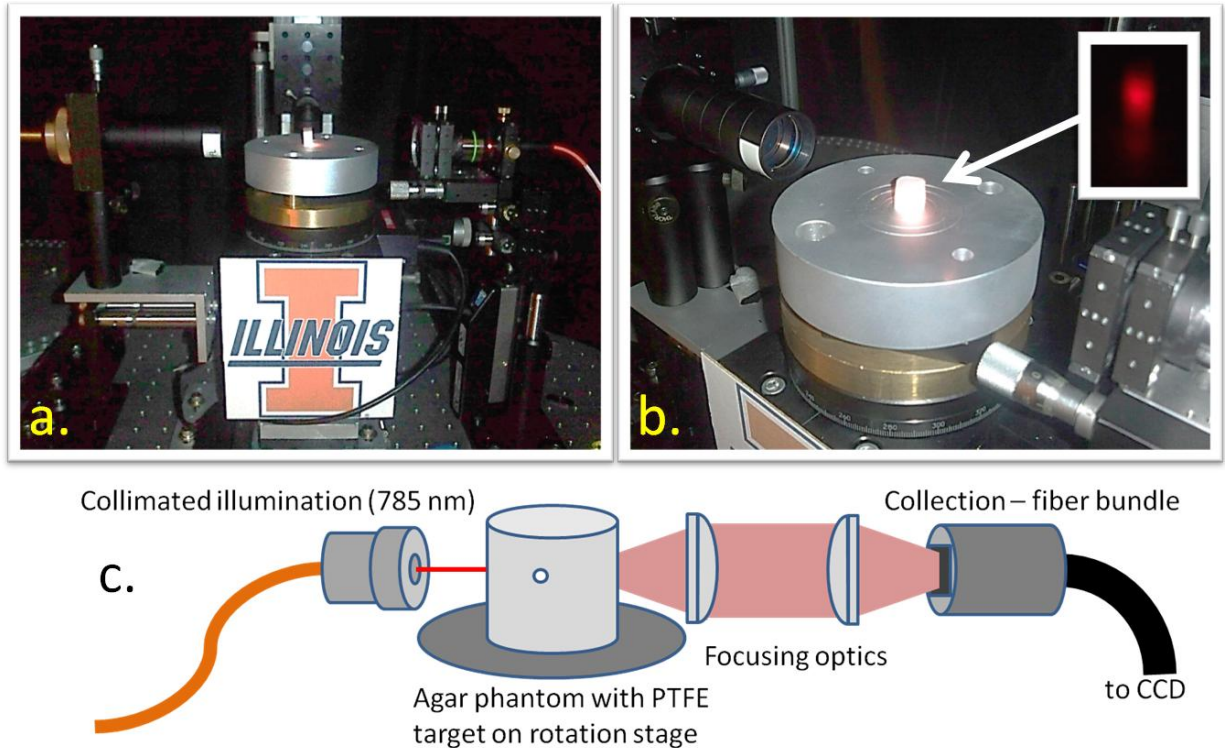 ILLINOIS
a.
b.
Collimated illumination (785 nm)
Collection – fiber bundle
c.
Focusing optics
to CCD
Agar phantom with PTFE
target on rotation stage